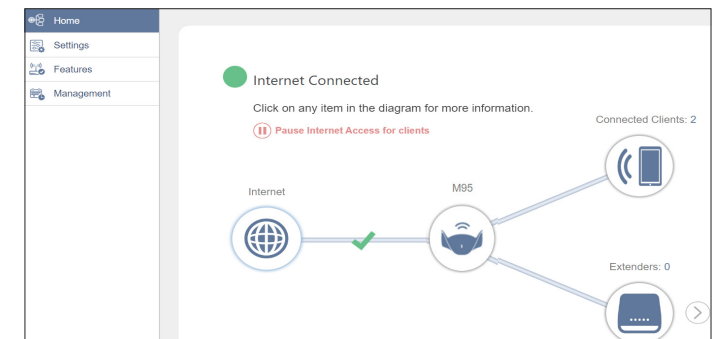 Home
Settings
Features
Management
Internet Connected
Click on any item in the diagram for more information.
Pause Internet Access for clients
Connected Clients: 2
Internet
M95
Extenders: 0